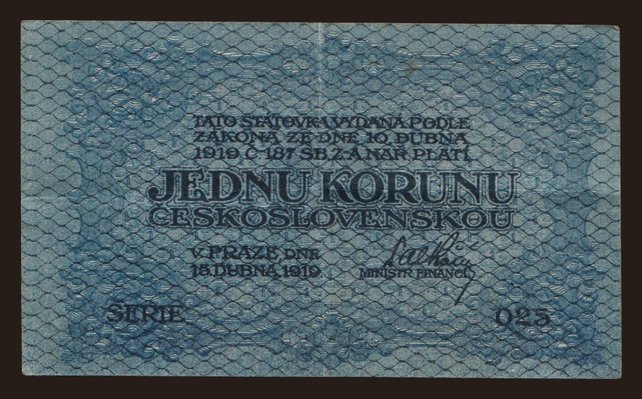 TATO STÁTOVKA VYDANÁ PODLE
ZÁKONA ZE DNE 10. DUBNA
1919 Č. 187 SB. Z. A NAŘ. PLATÍ
JEDNU KORUNU
ČESKOSLOVENSKOU
V PRAZE, DNE
15. DUBNA 1919
MINISTR FINANCÍ
SERIE
025